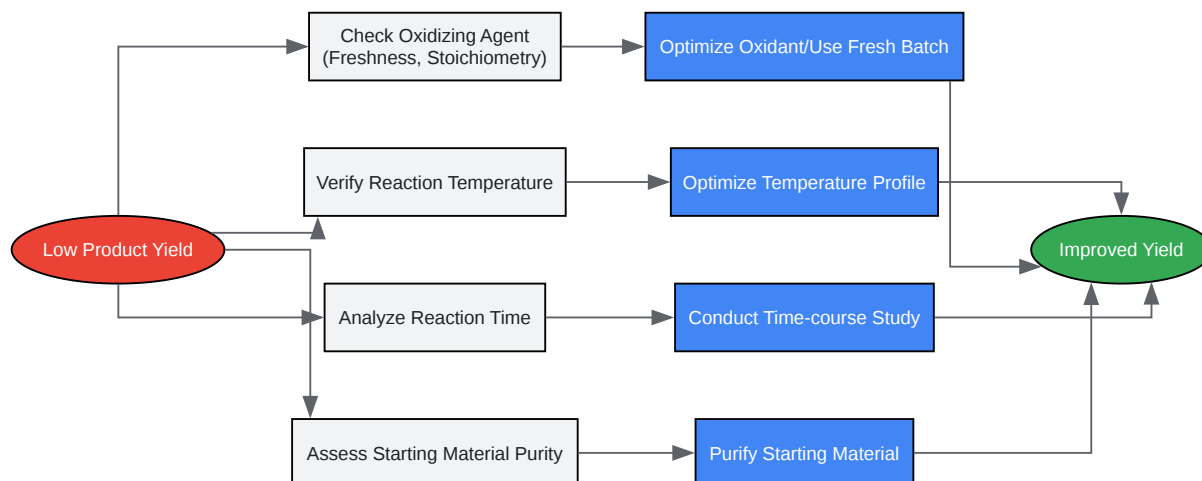 Check Oxidizing Agent
(Freshness, Stoichiometry)
Optimize Oxidant/Use Fresh Batch
Verify Reaction Temperature
Optimize Temperature Profile
Low Product Yield
Improved Yield
Analyze Reaction Time
Conduct Time-course Study
Assess Starting Material Purity
Purify Starting Material